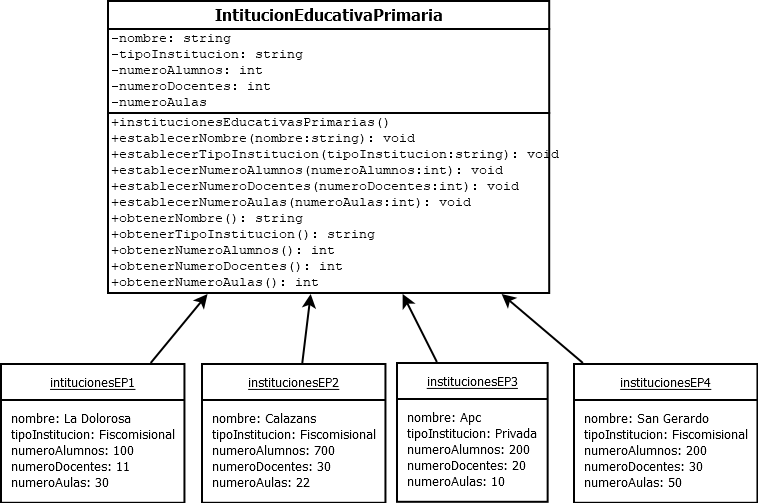 IntitucionEducativaPrimaria
-nombre: string
-tipoInstitucion: string
-numeroAlumnos: int
-numeroDocentes: int
-numeroAulas
+institucionesEducativasPrimarias()
+establecerNombre(nombre:string): void
+establecerTipoInstitucion(tipoInstitucion:string): void
+establecerNumeroAlumnos(numeroAlumnos:int): void
+establecerNumeroDocentes(numeroDocentes:int): void
+establecerNumeroAulas(numeroAulas:int): void
+obtenerNombre(): string
+obtenerTipoInstitucion(): string
+obtenerNumeroAlumnos(): int
+obtenerNumeroDocentes(): int
+obtenerNumeroAulas(): int
intitucionesEP1
nombre: La Dolorosa
tipoInstitucion: Fiscomisional
numeroAlumnos: 100
numeroDocentes: 11
numeroAulas: 30
institucionesEP2
nombre: Calazans
tipoInstitucion: Fiscomisional
numeroAlumnos: 700
numeroDocentes: 30
numeroAulas: 22
institucionesEP3
nombre: Apc
tipoInstitucion: Privada
numeroAlumnos: 200
numeroDocentes: 20
numeroAulas: 10
institucionesEP4
nombre: San Gerardo
tipoInstitucion: Fiscomisional
numeroAlumnos: 200
numeroDocentes: 30
numeroAulas: 50